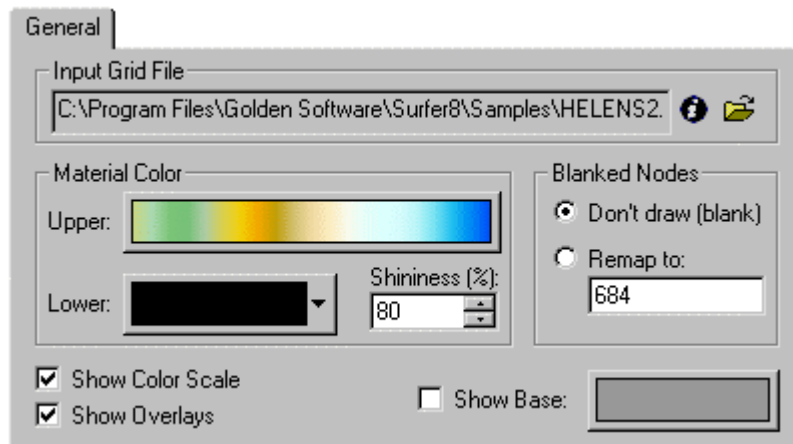 General
Input Grid File
C:\Program Files\Golden Software\Surfer8\Samples\HELENS2.
Material Color
Upper:
Lower:
Shininess (%):
80
Blanked Nodes
Don't draw (blank)
Remap to:
684
Show Color Scale
Show Overlays
Show Base: